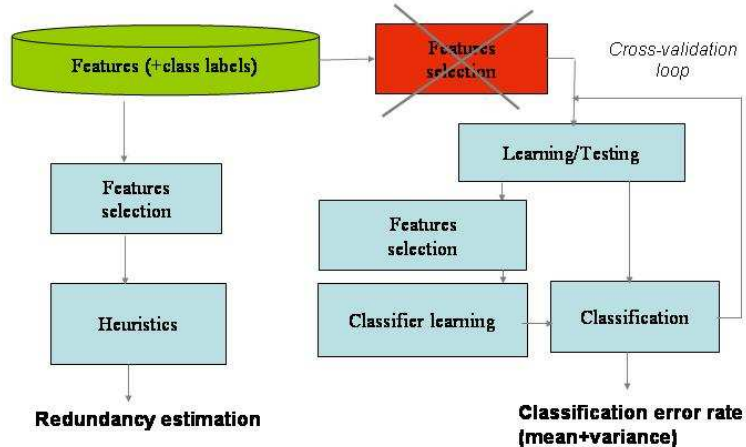 Features (+class labels)
Features
selection
Cross-validation
loop
Learning/Testing
Features
selection
Features
selection
Heuristics
Classifier learning
Classification
Redundancy estimation
Classification error rate
(mean+variance)